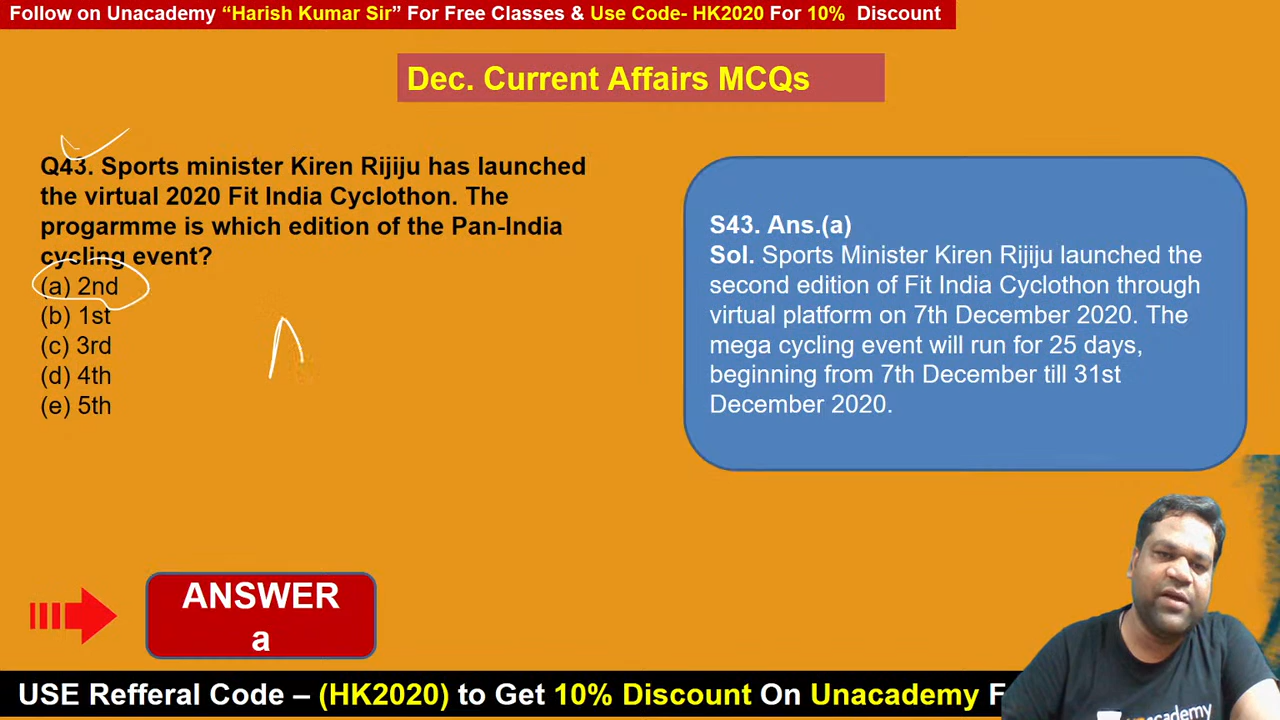 Follow on Unacademy “Harish Kumar Sir” For Free Classes & Use Code- HK2020 For 10% Discount
Dec. Current Affairs MCQs
Q43. Sports minister Kiren Rijiju has launched
the virtual 2020 Fit India Cyclothon. The
progarmme is which edition of the Pan-India
cycling event?
(a) 2nd
(b) 1st
(c) 3rd
(d) 4th
(e) 5th
S43. Ans.(a)
Sol. Sports Minister Kiren Rijiju launched the
second edition of Fit India Cyclothon through
virtual platform on 7th December 2020. The
mega cycling event will run for 25 days,
beginning from 7th December till 31st
December 2020.
ANSWER
a
USE Refferal Code – (HK2020) to Get 10% Discount On Unacademy F